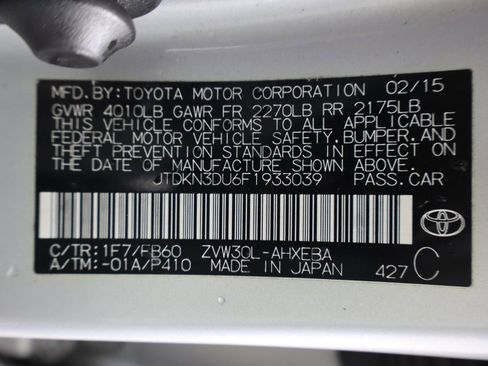 MFD.BY:TOYOTA MOTOR CORPORATION 02/15
GVWR 4010LB GAWR FR 2270LB RR 2175LB
THIS VEHICLE CONFORMS TO ALL APPLICABLE
FEDERAL MOTOR VEHICLE SAFETY,BUMPER,AND
THEFT PREVENTION STANDARDS IN EFFECT ON
THE DATE OF MANUFACTURE SHOWN ABOVE.
JTDKN3DU6F1933039 PASS.CAR
TOYOTA
C/TR:1F7/FB60 ZVW30L-AHXEBA
A/TM:-01A/P410 MADE IN JAPAN 427 C